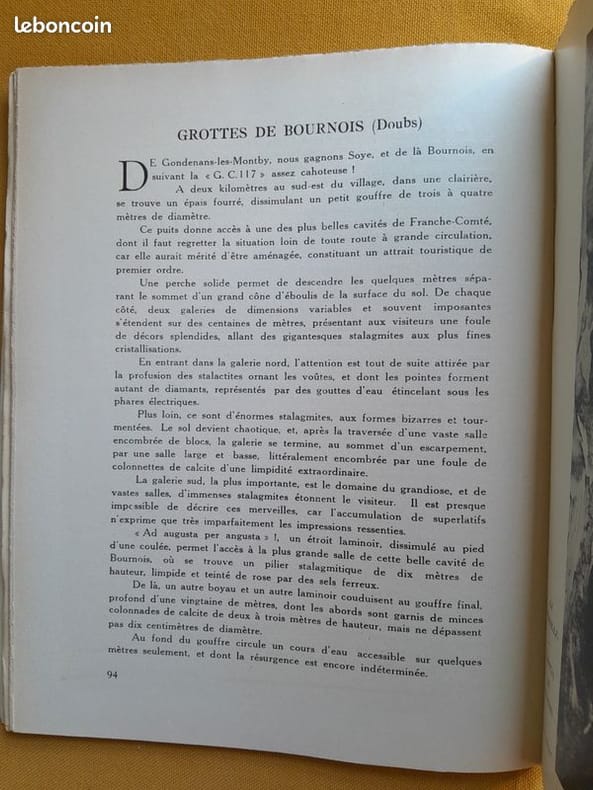 leboncoin
GROTTES DE BOURNOIS (Doubs)
DE Gondenans-les-Montby, nous gagnons Soye, et de là Bournois, en
suivant la « G. C. 117 » assez cahoteuse !
A deux kilomètres au sud-est du village, dans une clairière,
se trouve un épais fourré, dissimulant un petit gouffre de trois à quatre
mètres de diamètre.
Ce puits donne accès à une des plus belles cavités de Franche-Comté,
dont il faut regretter la situation loin de toute route à grande circulation,
car elle aurait mérité d'être aménagée, constituant un attrait touristique de
premier ordre.
Une perche solide permet de descendre les quelques mètres sépa-
rant le sommet d'un grand cône d'éboulis de la surface du sol. De chaque
côté, deux galeries de dimensions variables et souvent imposantes
s'étendent sur des centaines de mètres, présentant aux visiteurs une foule
de décors splendides, allant des gigantesques stalagmites aux plus fines
cristallisations.
En entrant dans la galerie nord, l'attention est tout de suite attirée par
la profusion des stalactites ornant les voûtes, et dont les pointes forment
autant de diamants, représentés par des gouttes d'eau étincelant sous les
phares électriques.
Plus loin, ce sont d'énormes stalagmites, aux formes bizarres et tour-
mentées. Le sol devient chaotique, et, après la traversée d'une vaste salle
encombrée de blocs, la galerie se termine, au sommet d'un escarpement,
par une salle large et basse, littéralement encombrée par une foule de
colonnettes de calcite d'une limpidité extraordinaire.
La galerie sud, la plus importante, est le domaine du grandiose, et de
vastes salles, d'immenses stalagmites étonnent le visiteur. Il est presque
impossible de décrire ces merveilles, car l'accumulation de superlatifs
n'exprime que très imparfaitement les impressions ressenties.
« Ad augusta per angusta » !, un étroit laminoir, dissimulé au pied
d'une coulée, permet l'accès à la plus grande salle de cette belle cavité de
Bournois, où se trouve un pilier stalagmitique de dix mètres de
hauteur, limpide et teinté de rose par des sels ferreux.
De là, un autre boyau et un autre laminoir couduisent au gouffre final,
profond d'une vingtaine de mètres, dont les abords sont garnis de minces
colonnades de calcite de deux à trois mètres de hauteur, mais ne dépassent
pas dix centimètres de diamètre.
Au fond du gouffre circule un cours d'eau accessible sur quelques
mètres seulement, et dont la résurgence est encore indéterminée.
94